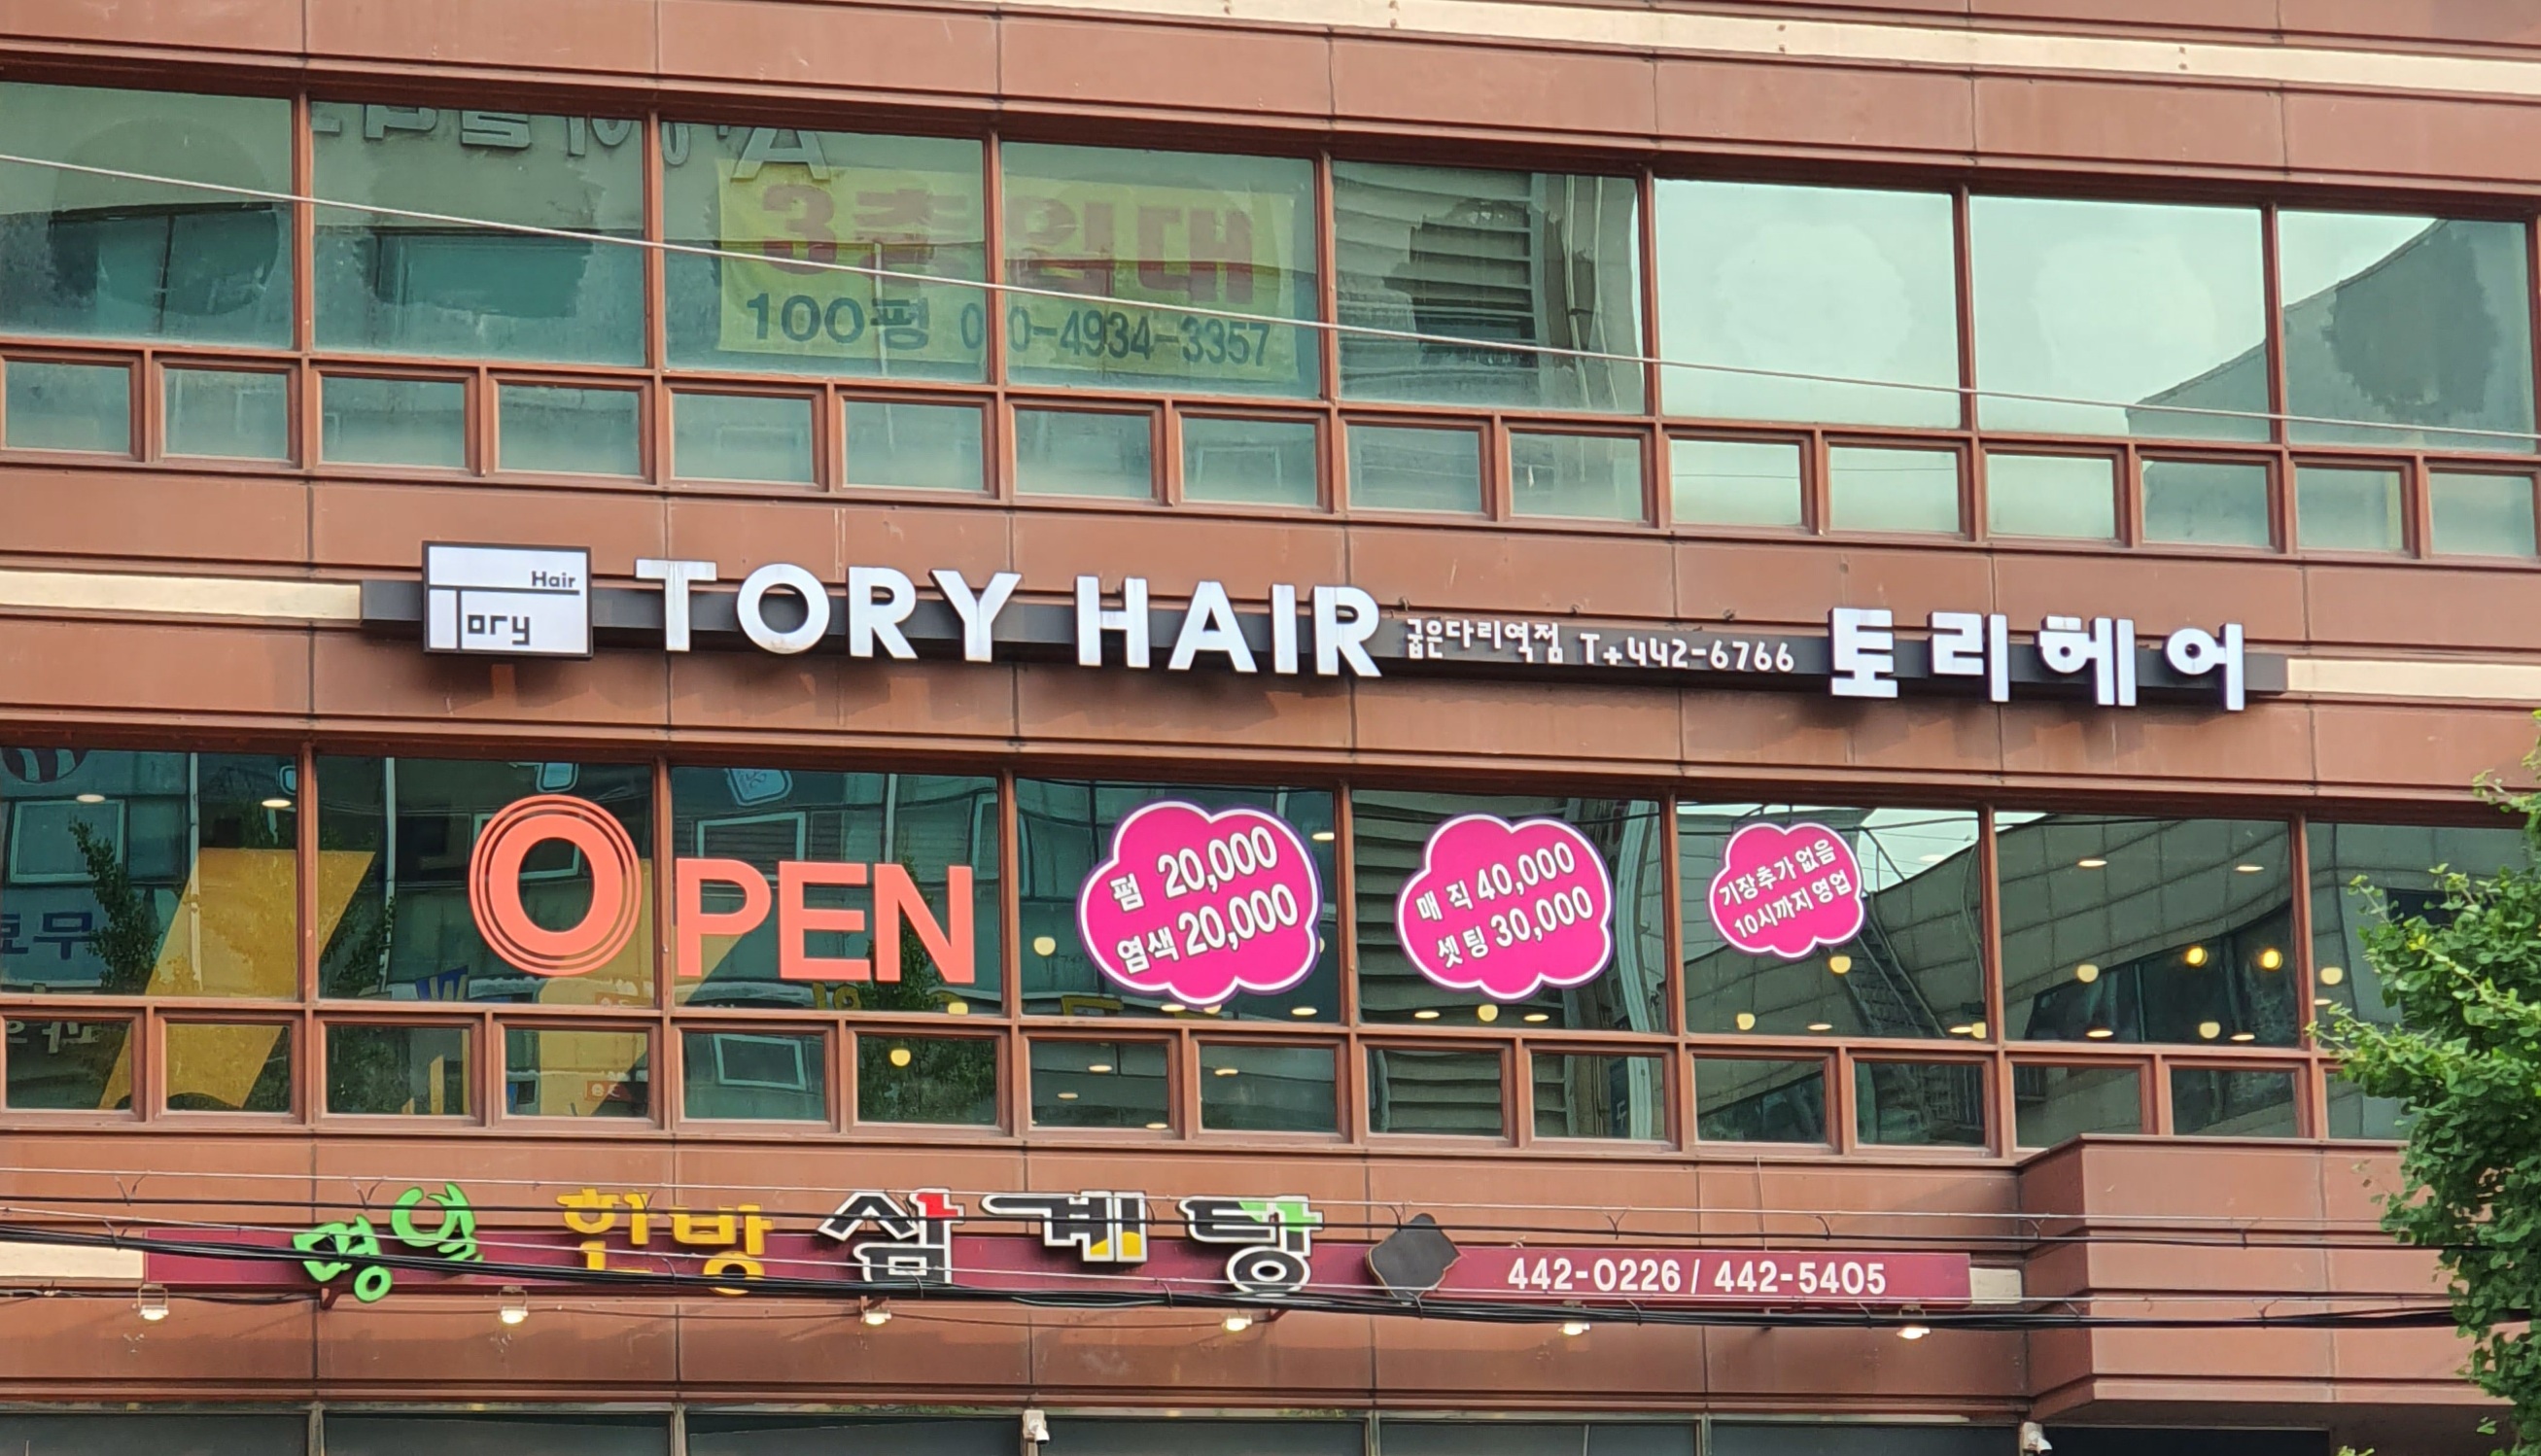 3층 임대
100평 010-4934-3357
Hair
Tory
TORY HAIR 굽은다리역점 T+442-6766 토리헤어
OPEN
펌 20,000
염색 20,000
매직 40,000
셋팅 30,000
기장추가없음
10시까지영업
한방 삼계탕 442-0226 / 442-5405